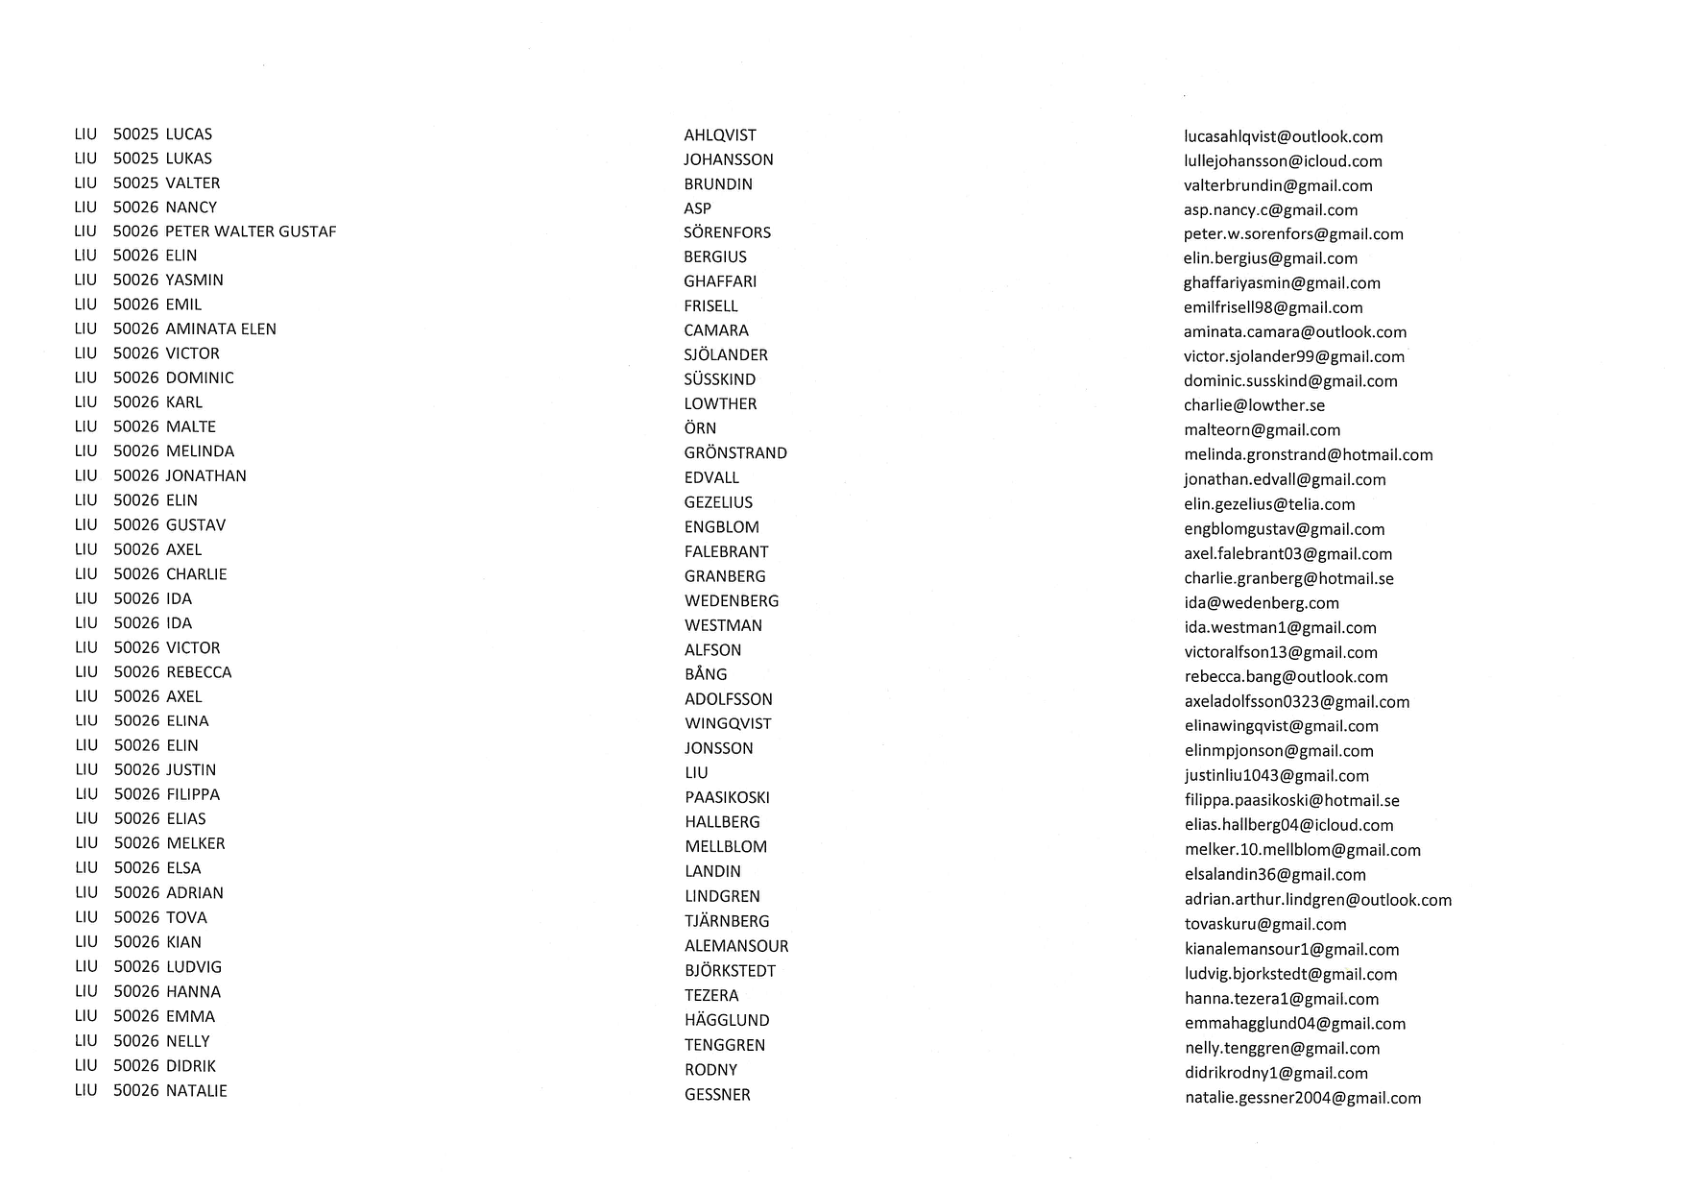 LIU 50025 LUCAS AHLQVIST lucasahlqvist@outlook.com
LIU 50025 LUKAS JOHANSSON lullejohansson@icloud.com
LIU 50025 VALTER BRUNDIN valterbrundin@gmail.com
LIU 50026 NANCY ASP asp.nancy.c@gmail.com
LIU 50026 PETER WALTER GUSTAF SÖRENFORS peter.w.sorenfors@gmail.com
LIU 50026 ELIN BERGIUS elin.bergius@gmail.com
LIU 50026 YASMIN GHAFFARI ghaffariyasmin@gmail.com
LIU 50026 EMIL FRISELL emilfrisell98@gmail.com
LIU 50026 AMINATA ELEN CAMARA aminata.camara@outlook.com
LIU 50026 VICTOR SJÖLANDER victor.sjolander99@gmail.com
LIU 50026 DOMINIC SÜSSKIND dominic.susskind@gmail.com
LIU 50026 KARL LOWTHER charlie@lowther.se
LIU 50026 MALTE ÖRN malteorn@gmail.com
LIU 50026 MELINDA GRÖNSTRAND melinda.gronstrand@hotmail.com
LIU 50026 JONATHAN EDVALL jonathan.edvall@gmail.com
LIU 50026 ELIN GEZELIUS elin.gezelius@telia.com
LIU 50026 GUSTAV ENGBLOM engblomgustav@gmail.com
LIU 50026 AXEL FALEBRANT axel.falebrant03@gmail.com
LIU 50026 CHARLIE GRANBERG charlie.granberg@hotmail.se
LIU 50026 IDA WEDENBERG ida@wedenberg.com
LIU 50026 IDA WESTMAN ida.westman1@gmail.com
LIU 50026 VICTOR ALFSON victoralfson13@gmail.com
LIU 50026 REBECCA BÅNG rebecca.bang@outlook.com
LIU 50026 AXEL ADOLFSSON axeladolfsson0323@gmail.com
LIU 50026 ELINA WINGQVIST elinawingqvist@gmail.com
LIU 50026 ELIN JONSSON elinmpjonson@gmail.com
LIU 50026 JUSTIN LIU justinliu1043@gmail.com
LIU 50026 FILIPPA PAASIKOSKI filippa.paasikoski@hotmail.se
LIU 50026 ELIAS HALLBERG elias.hallberg04@icloud.com
LIU 50026 MELKER MELLBLOM melker.10.mellblom@gmail.com
LIU 50026 ELSA LANDIN elsalandin36@gmail.com
LIU 50026 ADRIAN LINDGREN adrian.arthur.lindgren@outlook.com
LIU 50026 TOVA TJÄRNBERG tovaskuru@gmail.com
LIU 50026 KIAN ALEMANSOUR kianalemansour1@gmail.com
LIU 50026 LUDVIG BJÖRKSTEDT ludvig.bjorkstedt@gmail.com
LIU 50026 HANNA TEZERA hanna.tezera1@gmail.com
LIU 50026 EMMA HÄGGLUND emmahagglund04@gmail.com
LIU 50026 NELLY TENGGREN nelly.tenggren@gmail.com
LIU 50026 DIDRIK RODNY didrikrodny1@gmail.com
LIU 50026 NATALIE GESSNER natalie.gessner2004@gmail.com